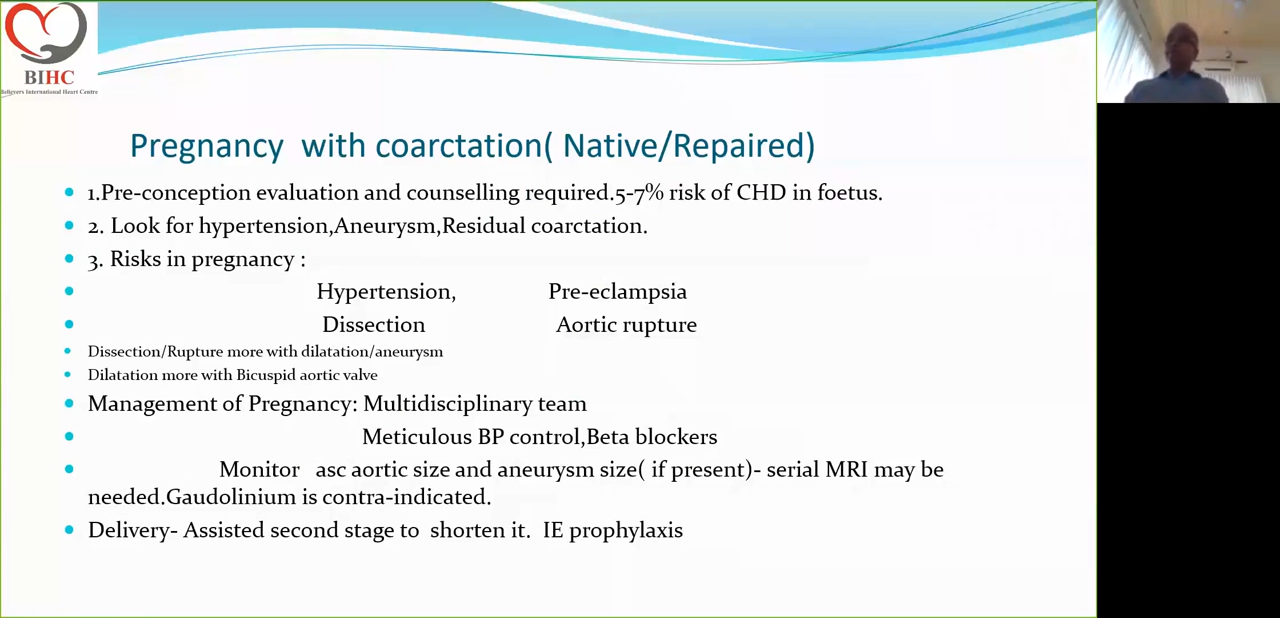 BIHC
Believers International Heart Centre
Pregnancy with coarctation( Native/Repaired)
1.Pre-conception evaluation and counselling required.5-7% risk of CHD in foetus.
2. Look for hypertension,Aneurysm,Residual coarctation.
3. Risks in pregnancy :
Hypertension, Pre-eclampsia
Dissection Aortic rupture
Dissection/Rupture more with dilatation/aneurysm
Dilatation more with Bicuspid aortic valve
Management of Pregnancy: Multidisciplinary team
Meticulous BP control,Beta blockers
Monitor asc aortic size and aneurysm size( if present)- serial MRI may be
needed.Gaudolinium is contra-indicated.
Delivery- Assisted second stage to shorten it. IE prophylaxis